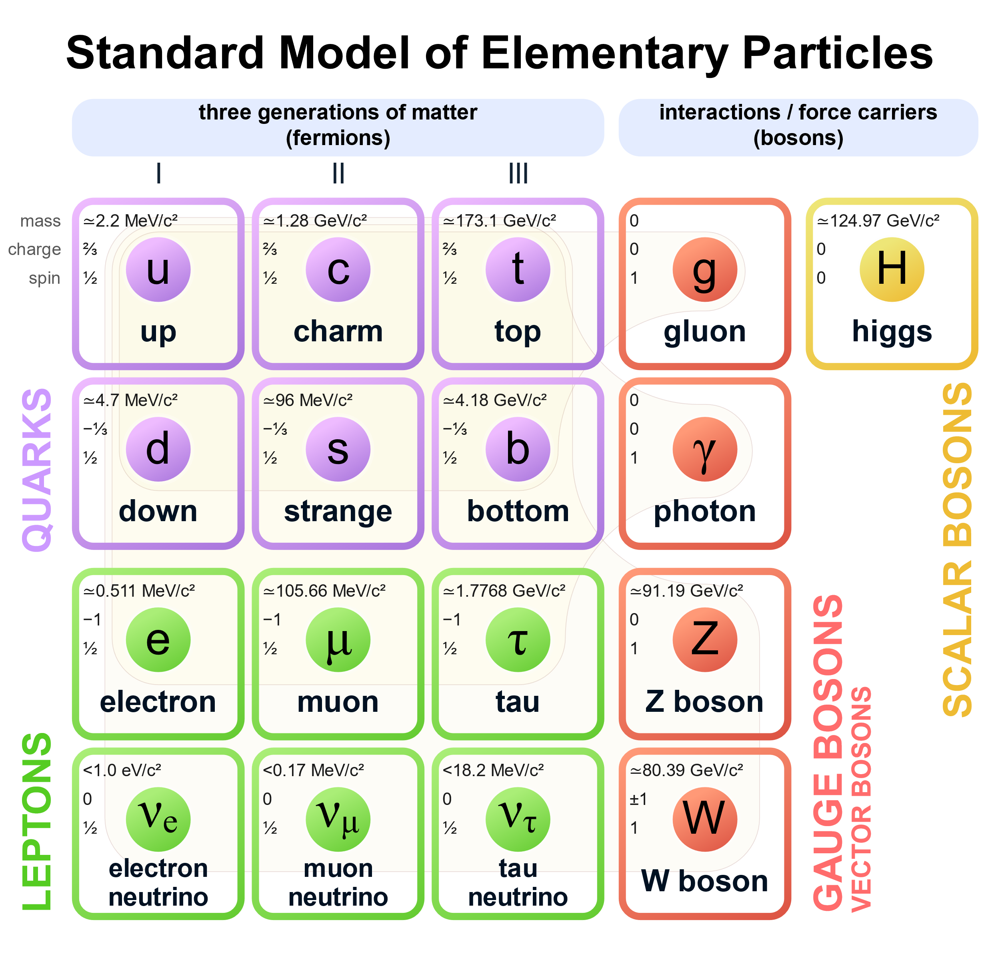 Standard Model of Elementary Particles
three generations of matter
(fermions)
interactions / force carriers
(bosons)
I
II
III
mass
charge
spin
≃2.2 MeV/c²
⅔
½
u
up
≃1.28 GeV/c²
⅔
½
c
charm
≃173.1 GeV/c²
⅔
½
t
top
0
0
1
g
gluon
≃124.97 GeV/c²
0
0
H
higgs
QUARKS
≃4.7 MeV/c²
−⅓
½
d
down
≃96 MeV/c²
−⅓
½
s
strange
≃4.18 GeV/c²
−⅓
½
b
bottom
0
0
1
γ
photon
SCALAR BOSONS
LEPTONS
≃0.511 MeV/c²
−1
½
e
electron
≃105.66 MeV/c²
−1
½
μ
muon
≃1.7768 GeV/c²
−1
½
τ
tau
≃91.19 GeV/c²
0
1
Z
Z boson
GAUGE BOSONS
VECTOR BOSONS
<1.0 eV/c²
0
½
νe
electron
neutrino
<0.17 MeV/c²
0
½
νμ
muon
neutrino
<18.2 MeV/c²
0
½
ντ
tau
neutrino
≃80.39 GeV/c²
±1
1
W
W boson